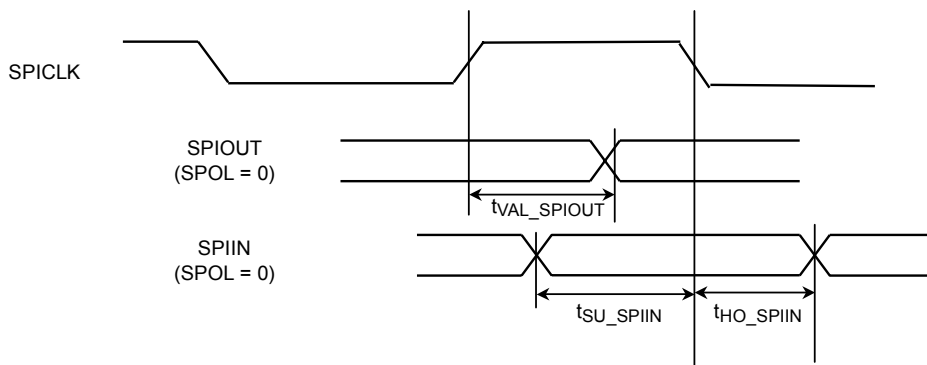 SPICLK
SPIOUT
(SPOL = 0)
tVAL_SPIOUT
SPIIN
(SPOL = 0)
tSU_SPIIN
tHO_SPIIN